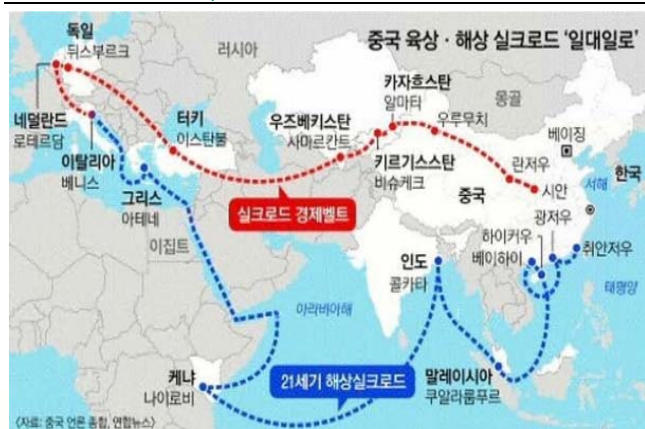 중국 육상·해상 실크로드 '일대일로'
독일
뒤스부르크
러시아
네덜란드
로테르담
이탈리아
베니스
터키
이스탄불
그리스
아테네
이집트
우즈베키스탄
사마르칸트
카자흐스탄
알마티
우루무치
몽골
키르기스스탄
비슈케크
중국
베이징
란저우
시안
서해
한국
광저우
하이커우
베이하이
취안저우
태평양
실크로드 경제벨트
인도
콜카타
아라비아해
케냐
나이로비
21세기 해상실크로드
말레이시아
쿠알라룸푸르
〈자료: 중국 언론 종합, 연합뉴스〉